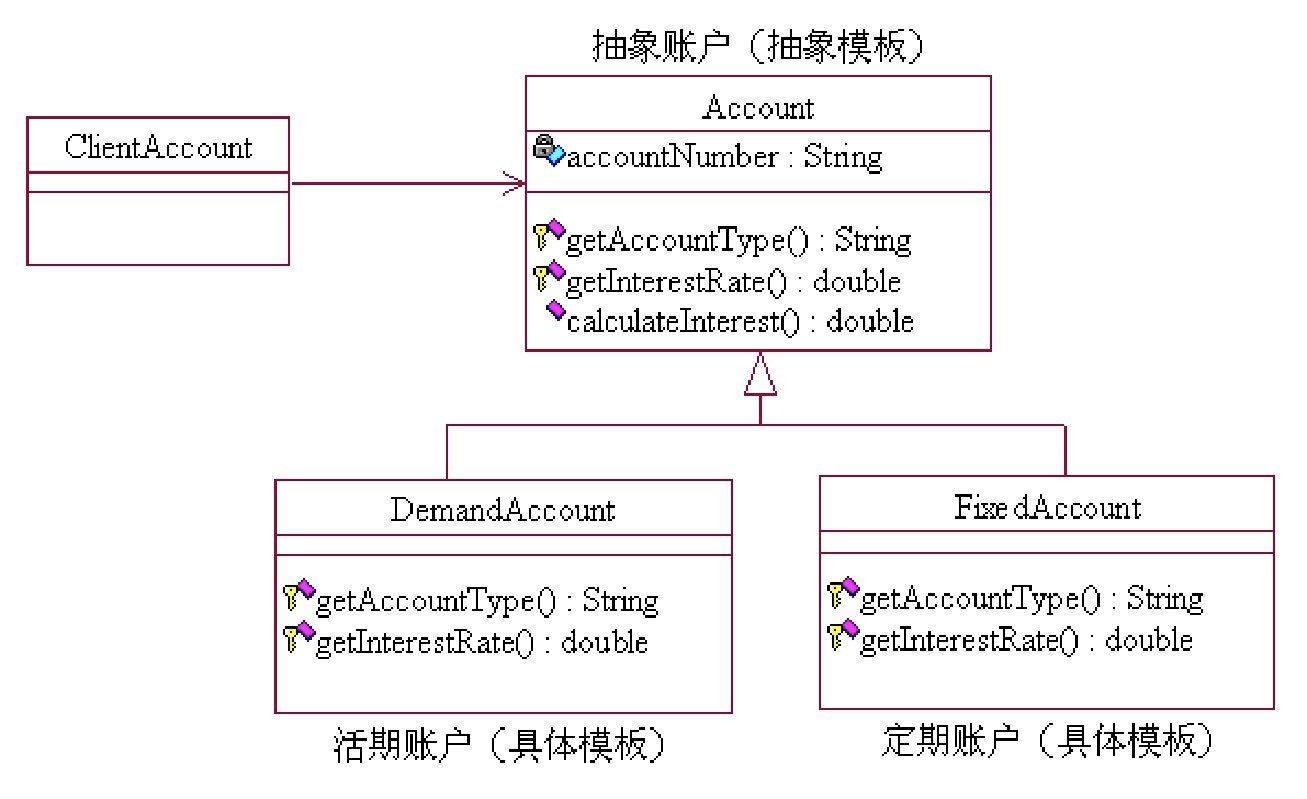 抽象账户（抽象模板）
Account
ClientAccount
accountNumber : String
getAccountType() : String
getInterestRate() : double
calculateInterest() : double
DemandAccount
getAccountType() : String
getInterestRate() : double
活期账户（具体模板）
FixedAccount
getAccountType() : String
getInterestRate() : double
定期账户（具体模板）